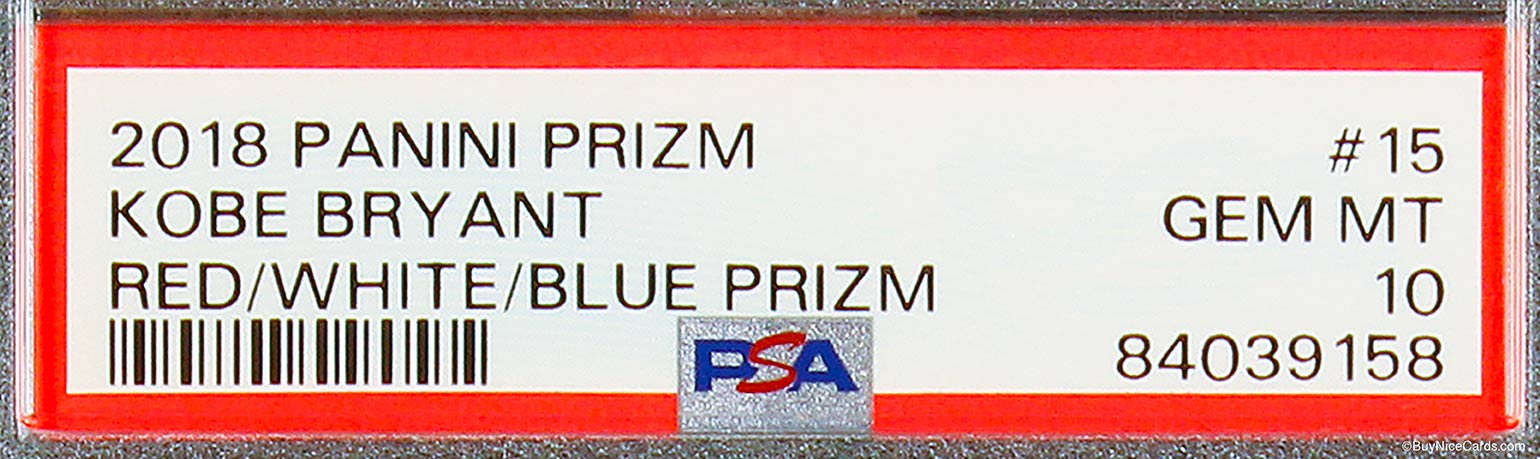 2018 PANINI PRIZM #15
KOBE BRYANT GEM MT
RED/WHITE/BLUE PRIZM 10
84039158
PSA
©BuyNiceCards.com